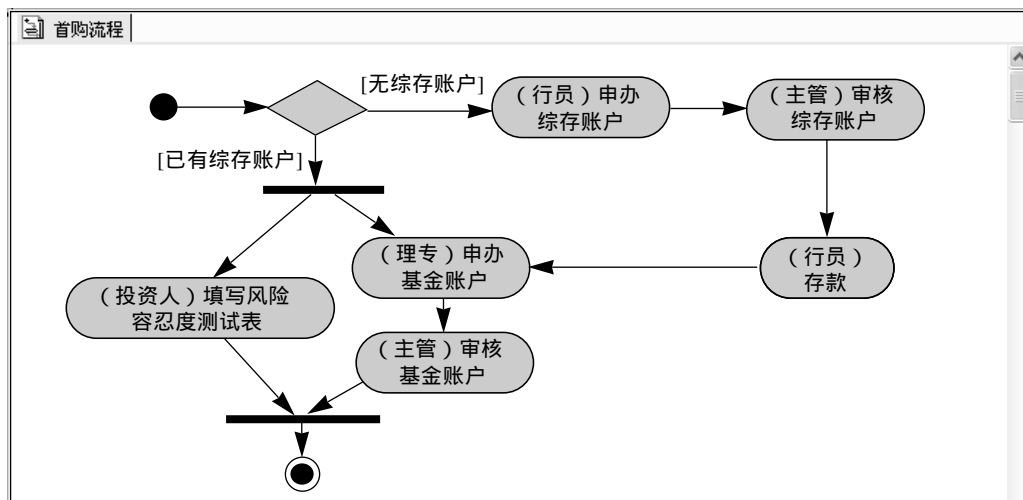 首购流程
[无综存账户]
（行员）申办
综存账户
（主管）审核
综存账户
[已有综存账户]
（理专）申办
基金账户
（行员）
存款
（投资人）填写风险
容忍度测试表
（主管）审核
基金账户